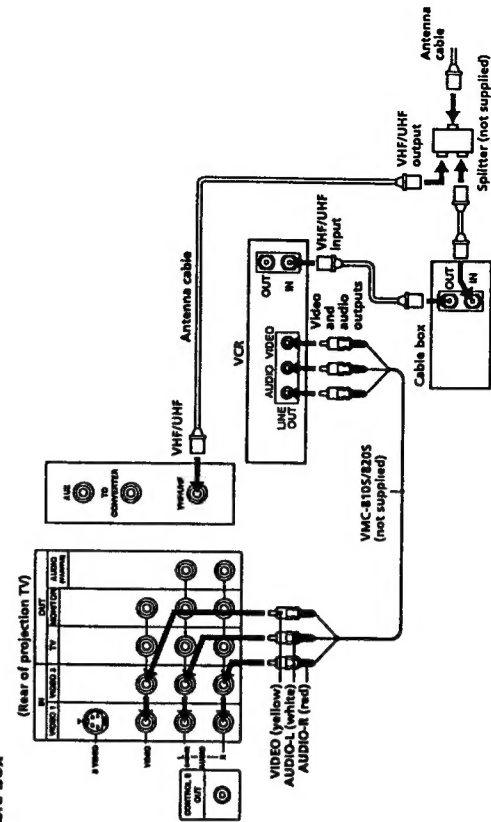 (Rear of projection TV)
IN
OUT
VIDEO 1
VIDEO 2
TV
MONITOR
AUDIO
S VIDEO
VIDEO
AUDIO
R
CONTROL S
OUT
AUX
TO
CONVERTER
VHF/UHF
VHF/UHF
Antenna cable
VCR
OUT
IN
LINE
OUT
AUDIO
VIDEO
VHF/UHF
input
Video
and
audio
outputs
VHF/UHF
output
Antenna
cable
Splitter (not supplied)
Cable box
OUT
IN
VMC-810S/820S
(not supplied)
VIDEO (yellow)
AUDIO-L (white)
AUDIO-R (red)